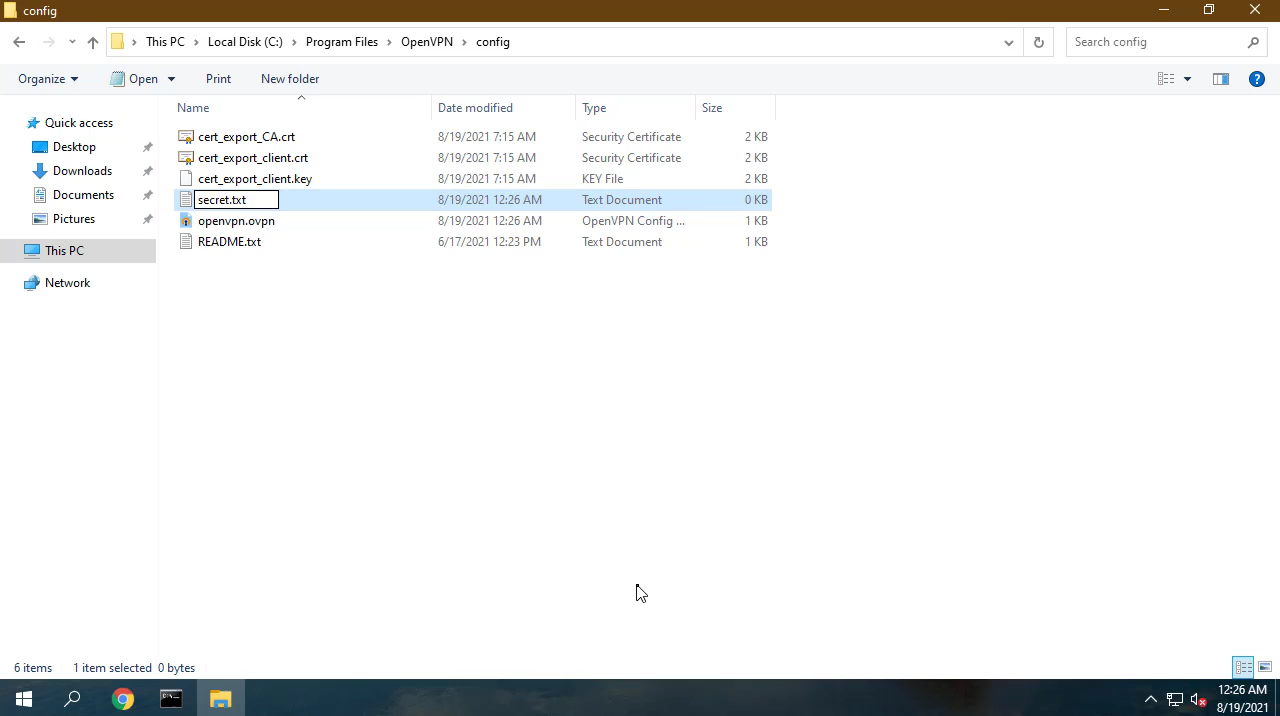 config
This PC > Local Disk (C:) > Program Files > OpenVPN > config
Search config
Organize Open Print New folder
Name Date modified Type Size
Quick access
Desktop
Downloads
Documents
Pictures
This PC
Network
cert_export_CA.crt 8/19/2021 7:15 AM Security Certificate 2 KB
cert_export_client.crt 8/19/2021 7:15 AM Security Certificate 2 KB
cert_export_client.key 8/19/2021 7:15 AM KEY File 2 KB
secret.txt 8/19/2021 12:26 AM Text Document 0 KB
openvpn.ovpn 8/19/2021 12:26 AM OpenVPN Config ... 1 KB
README.txt 6/17/2021 12:23 PM Text Document 1 KB
6 items 1 item selected 0 bytes
12:26 AM
8/19/2021